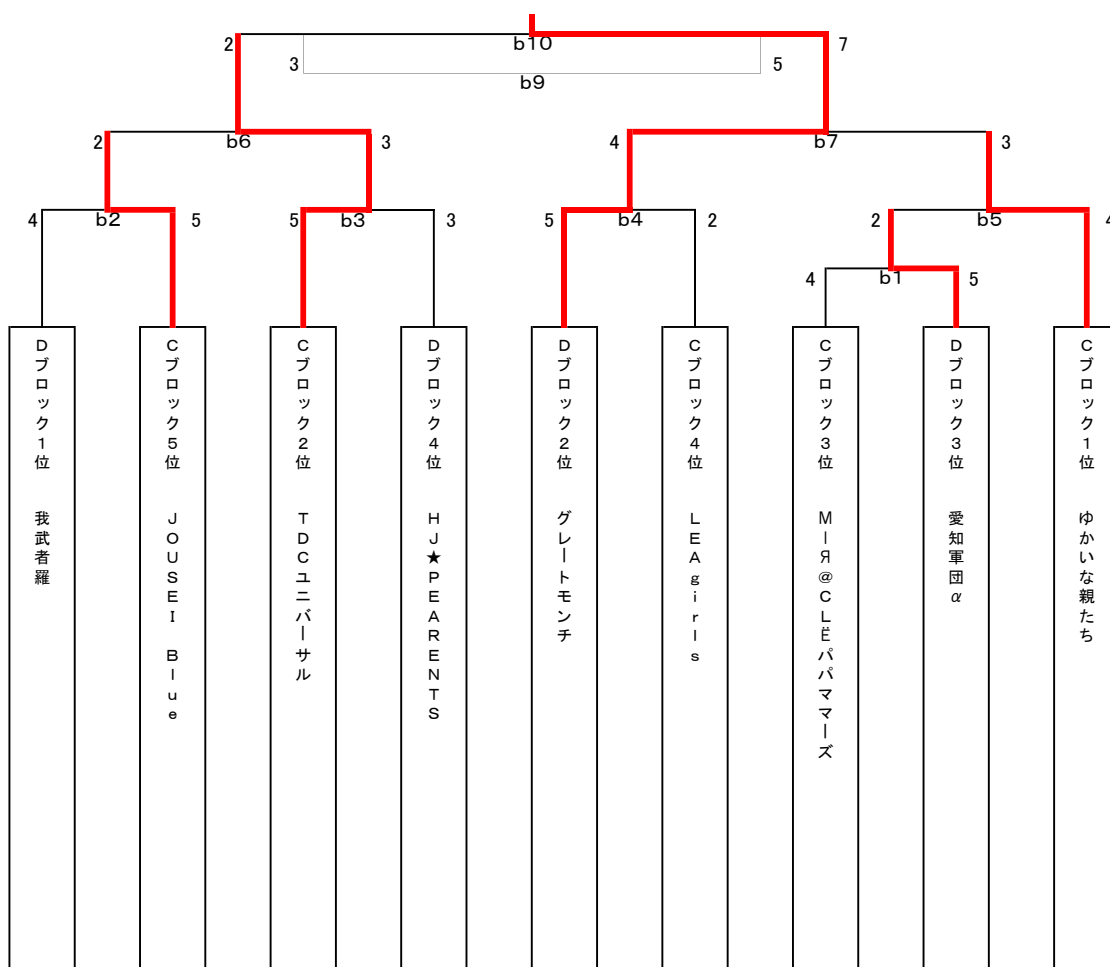 2
b10
7
3
b9
5
2
b6
3
4
b7
3
4
b2
5
5
b3
3
5
b4
2
2
b5
4
4
b1
5
Dブロック1位 我武者羅
Cブロック5位 JOUSEI Blue
Cブロック2位 TDCユニバーサル
Dブロック4位 HJ★PEARENTS
Dブロック2位 グレートモンチ
Cブロック4位 LEAgirls
Cブロック3位 MIЯ@CLЁパパママーズ
Dブロック3位 愛知軍団α
Cブロック1位 ゆかいな親たち